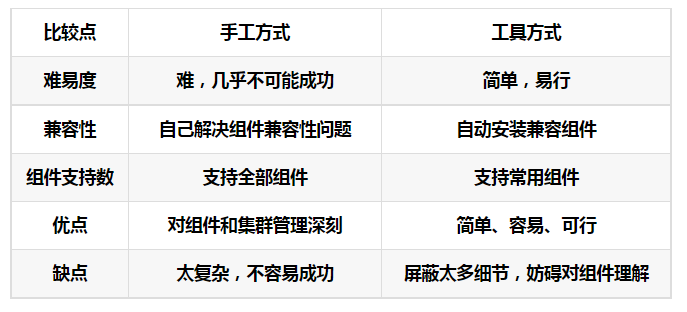 比较点 手工方式 工具方式
难易度 难，几乎不可能成功 简单，易行
兼容性 自己解决组件兼容性问题 自动安装兼容组件
组件支持数 支持全部组件 支持常用组件
优点 对组件和集群管理深刻 简单、容易、可行
缺点 太复杂，不容易成功 屏蔽太多细节，妨碍对组件理解